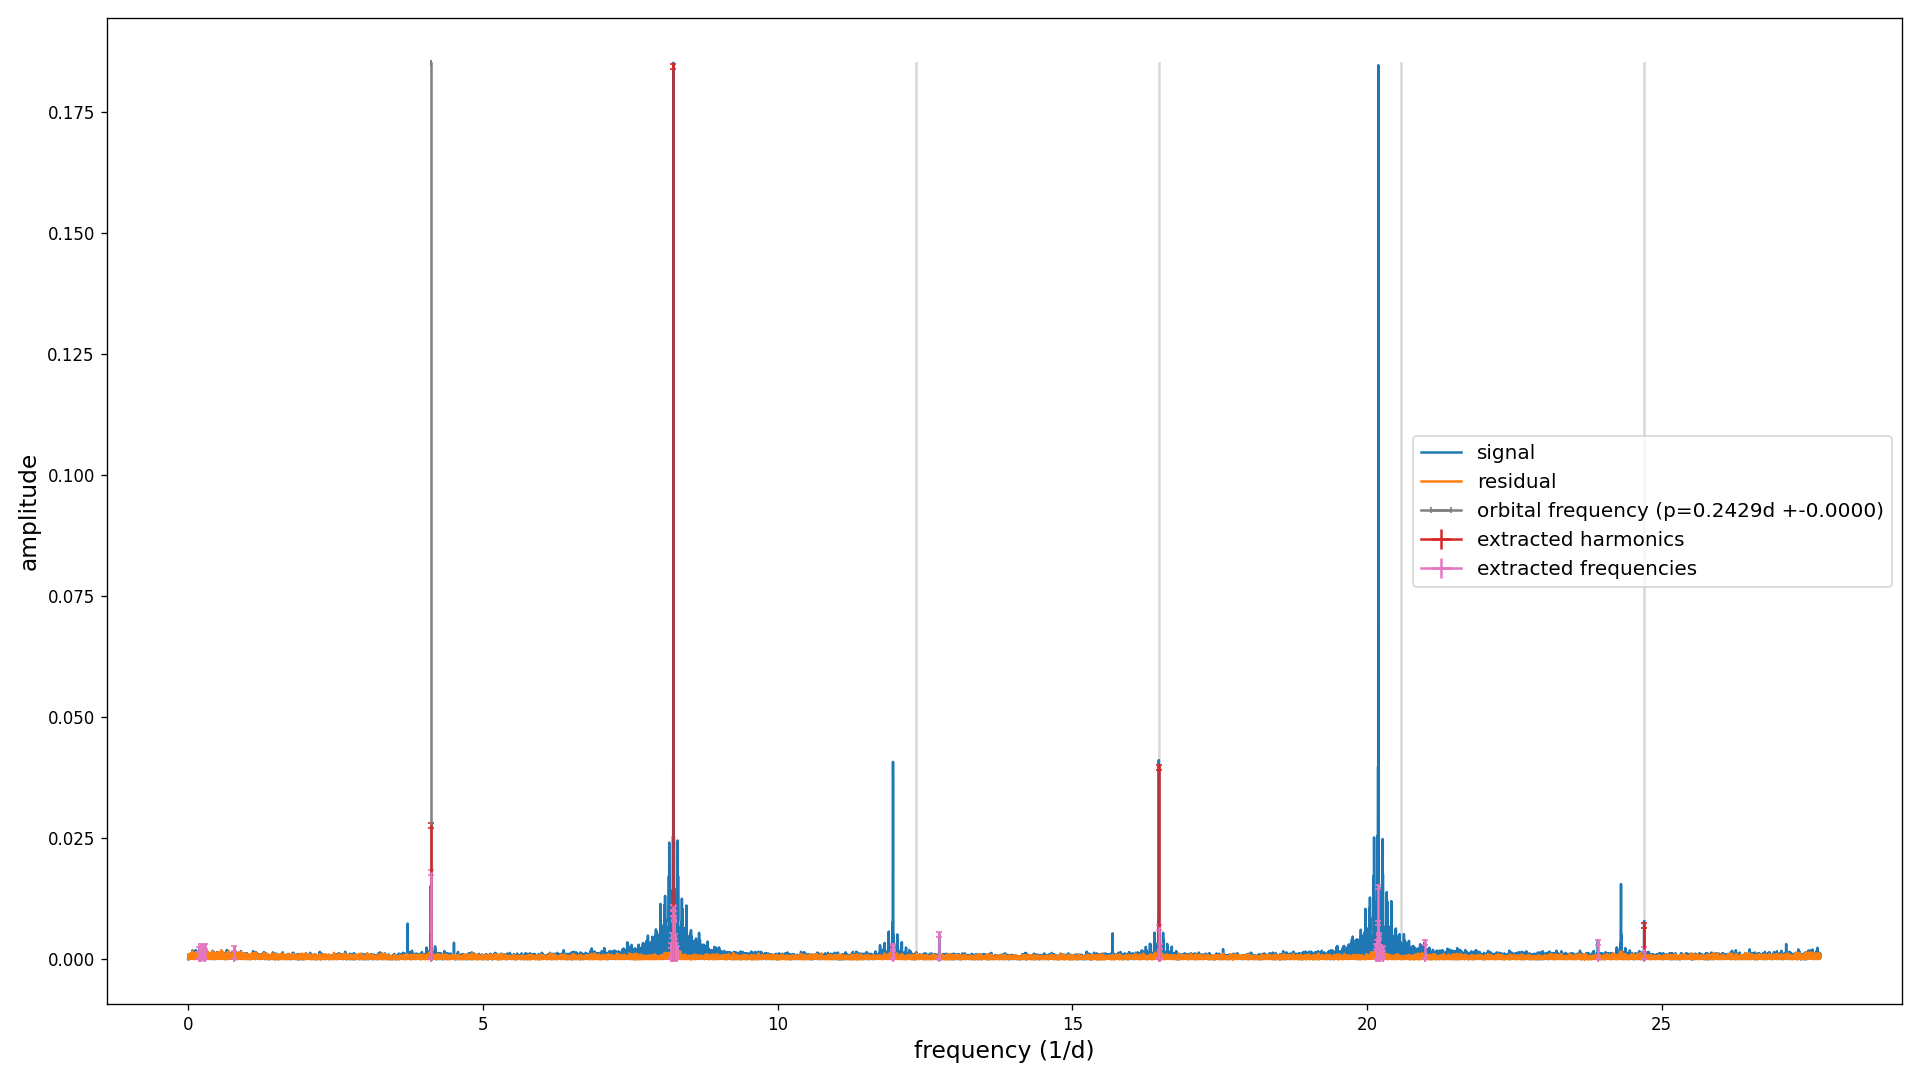 0.175
0.150
0.125
0.100
0.075
0.050
0.025
0.000
amplitude
signal
residual
orbital frequency (p=0.2429d +-0.0000)
extracted harmonics
extracted frequencies
0 5 10 15 20 25
frequency (1/d)